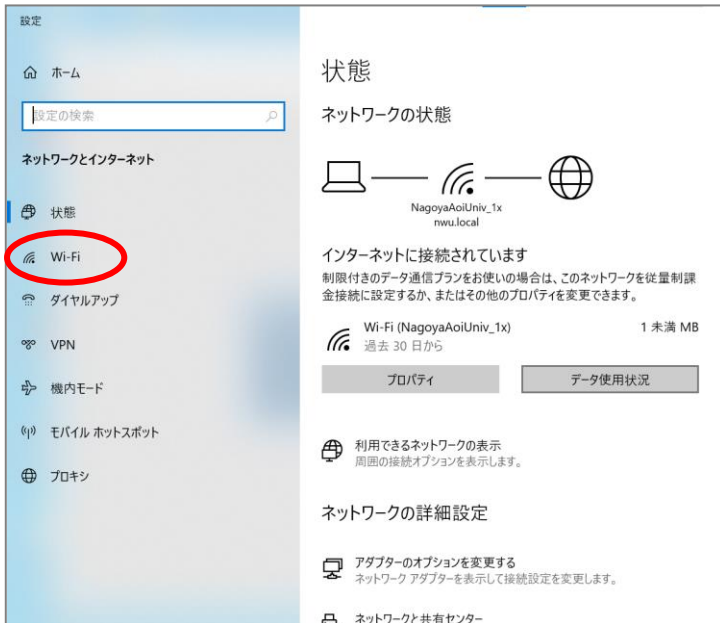 設定
ホーム
設定の検索
ネットワークとインターネット
状態
Wi-Fi
ダイヤルアップ
VPN
機内モード
モバイル ホットスポット
プロキシ
状態
ネットワークの状態
NagoyaAoiUniv_1x
nwu.local
インターネットに接続されています
制限付きのデータ通信プランをお使いの場合は、このネットワークを従量制課
金接続に設定するか、またはその他のプロパティを変更できます。
Wi-Fi (NagoyaAoiUniv_1x) 1 未満 MB
過去 30 日から
プロパティ データ使用状況
利用できるネットワークの表示
周囲の接続オプションを表示します。
ネットワークの詳細設定
アダプターのオプションを変更する
ネットワーク アダプターを表示して接続設定を変更します。
ネットワークと共有センター